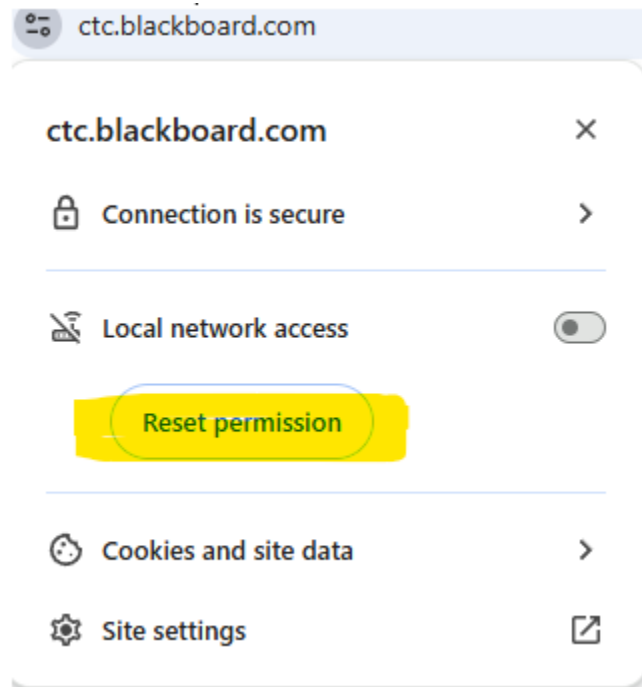 ctc.blackboard.com
ctc.blackboard.com
Connection is secure
Local network access
Reset permission
Cookies and site data
Site settings